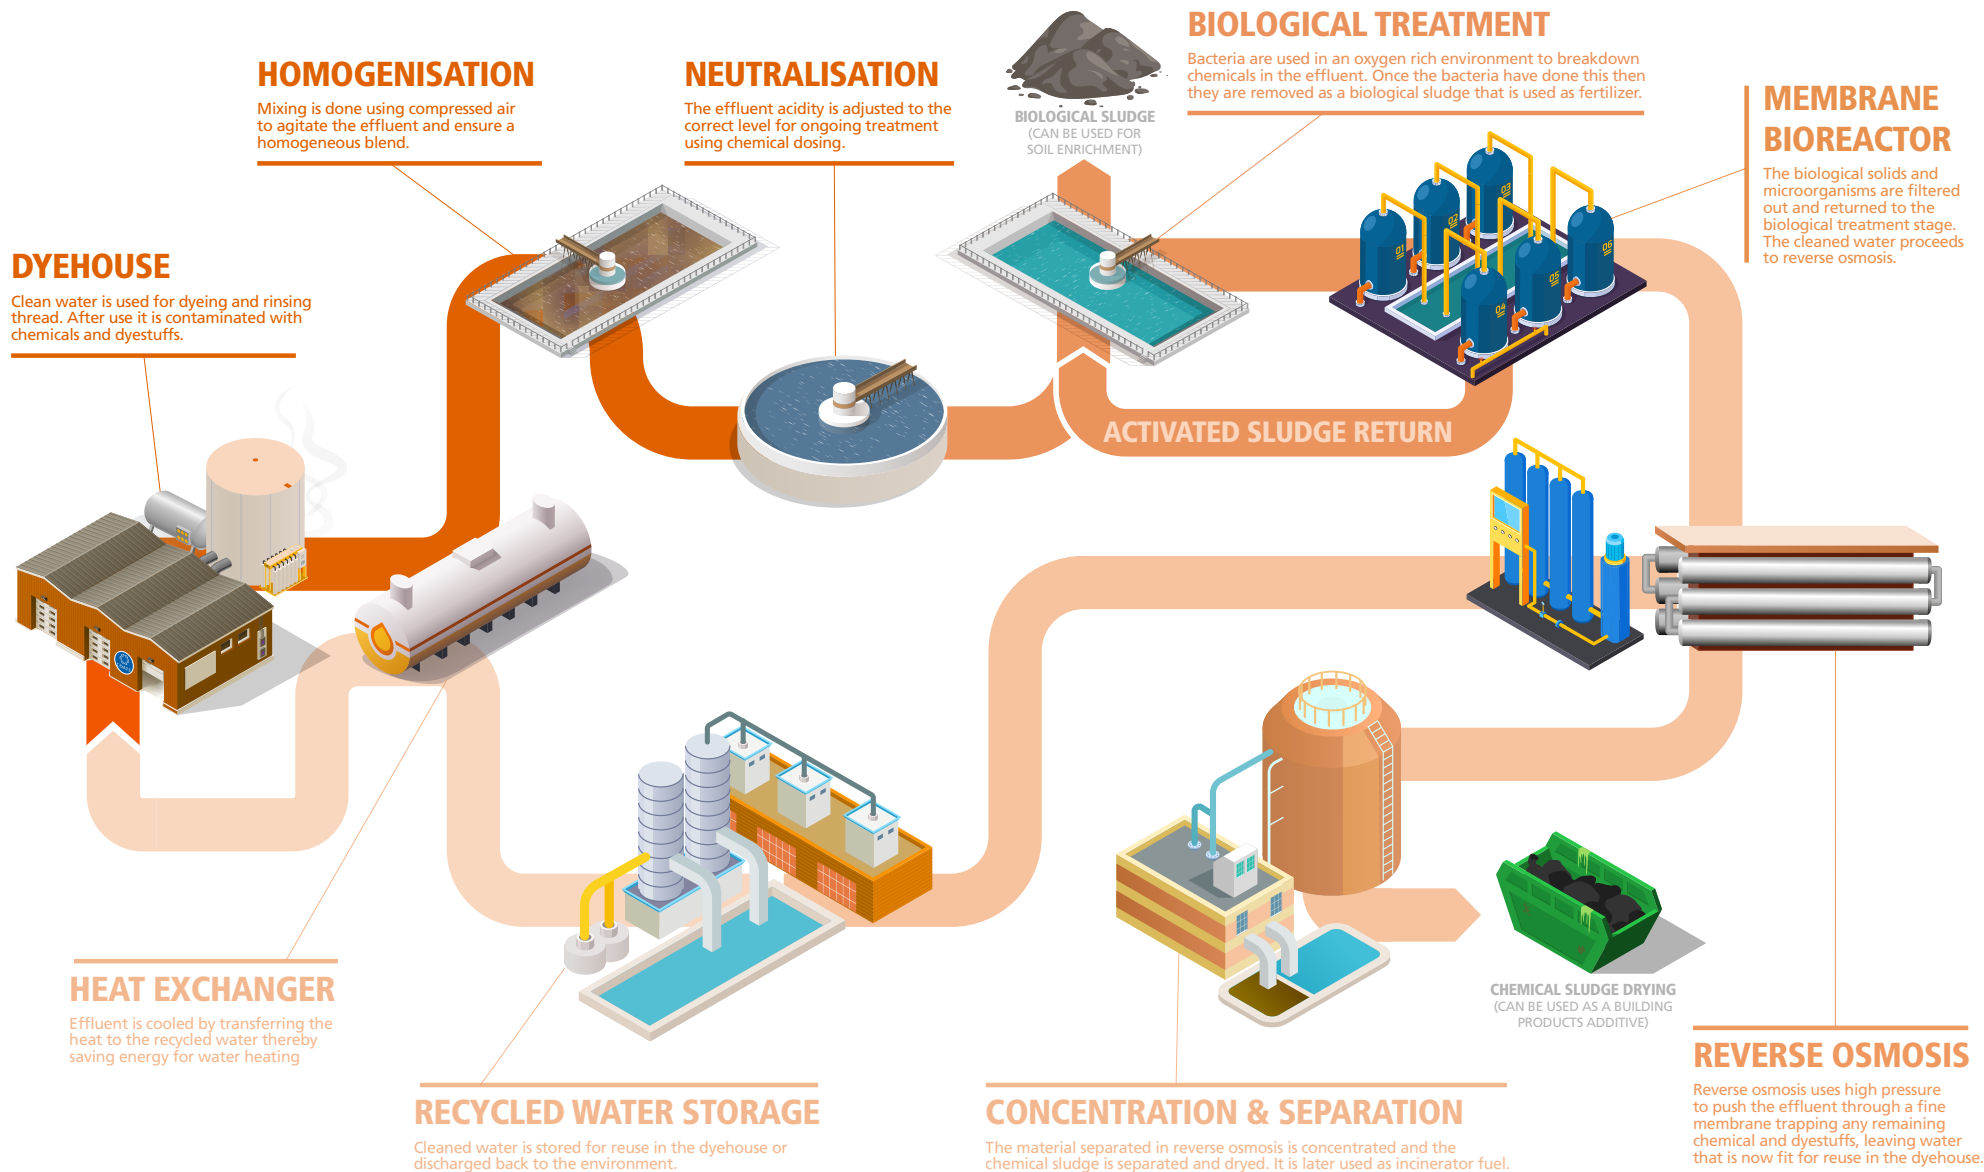 DYEHOUSE
Clean water is used for dyeing and rinsing
thread. After use it is contaminated with
chemicals and dyestuffs.
HOMOGENISATION
Mixing is done using compressed air
to agitate the effluent and ensure a
homogeneous blend.
NEUTRALISATION
The effluent acidity is adjusted to the
correct level for ongoing treatment
using chemical dosing.
BIOLOGICAL SLUDGE
(CAN BE USED FOR
SOIL ENRICHMENT)
BIOLOGICAL TREATMENT
Bacteria are used in an oxygen rich environment to breakdown
chemicals in the effluent. Once the bacteria have done this then
they are removed as a biological sludge that is used as fertilizer.
MEMBRANE
BIOREACTOR
The biological solids and
microorganisms are filtered
out and returned to the
biological treatment stage.
The cleaned water proceeds
to reverse osmosis.
01
02
03
04
05
06
ACTIVATED SLUDGE RETURN
HEAT EXCHANGER
Effluent is cooled by transferring the
heat to the recycled water thereby
saving energy for water heating
RECYCLED WATER STORAGE
Cleaned water is stored for reuse in the dyehouse or
discharged back to the environment.
CONCENTRATION & SEPARATION
The material separated in reverse osmosis is concentrated and the
chemical sludge is separated and dryed. It is later used as incinerator fuel.
CHEMICAL SLUDGE DRYING
(CAN BE USED AS A BUILDING
PRODUCTS ADDITIVE)
REVERSE OSMOSIS
Reverse osmosis uses high pressure
to push the effluent through a fine
membrane trapping any remaining
chemical and dyestuffs, leaving water
that is now fit for reuse in the dyehouse.